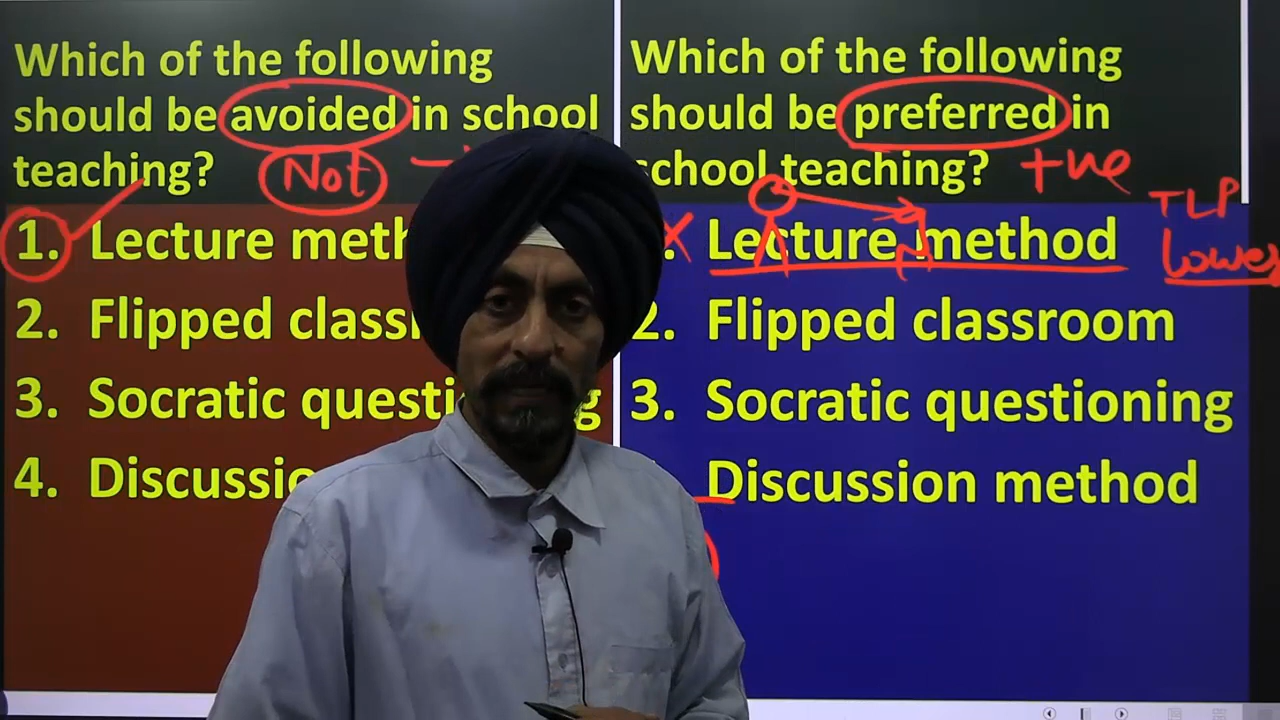 Which of the following
should be avoided in school
teaching?
Not
1. Lecture meth
2. Flipped class
3. Socratic questi g
4. Discussio
Which of the following
should be preferred in
school teaching?
+ve
Lecture method
TLP
Lower
2. Flipped classroom
3. Socratic questioning
Discussion method